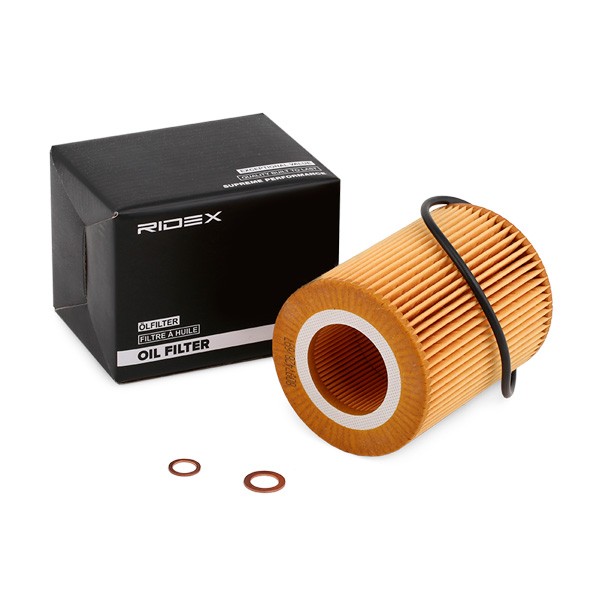 EXCEPTIONAL VALUE
QUALITY BUILT TO LAST
SUPREME PERFORMANCE
RIDEX
ÖLFILTER
FILTRE À HUILE
OIL FILTER